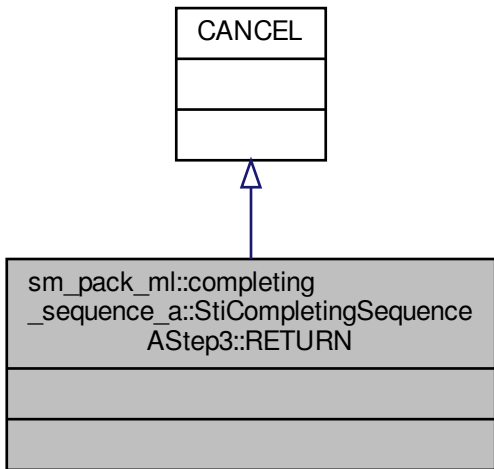 CANCEL
sm_pack_ml::completing
_sequence_a::StiCompletingSequence
AStep3::RETURN